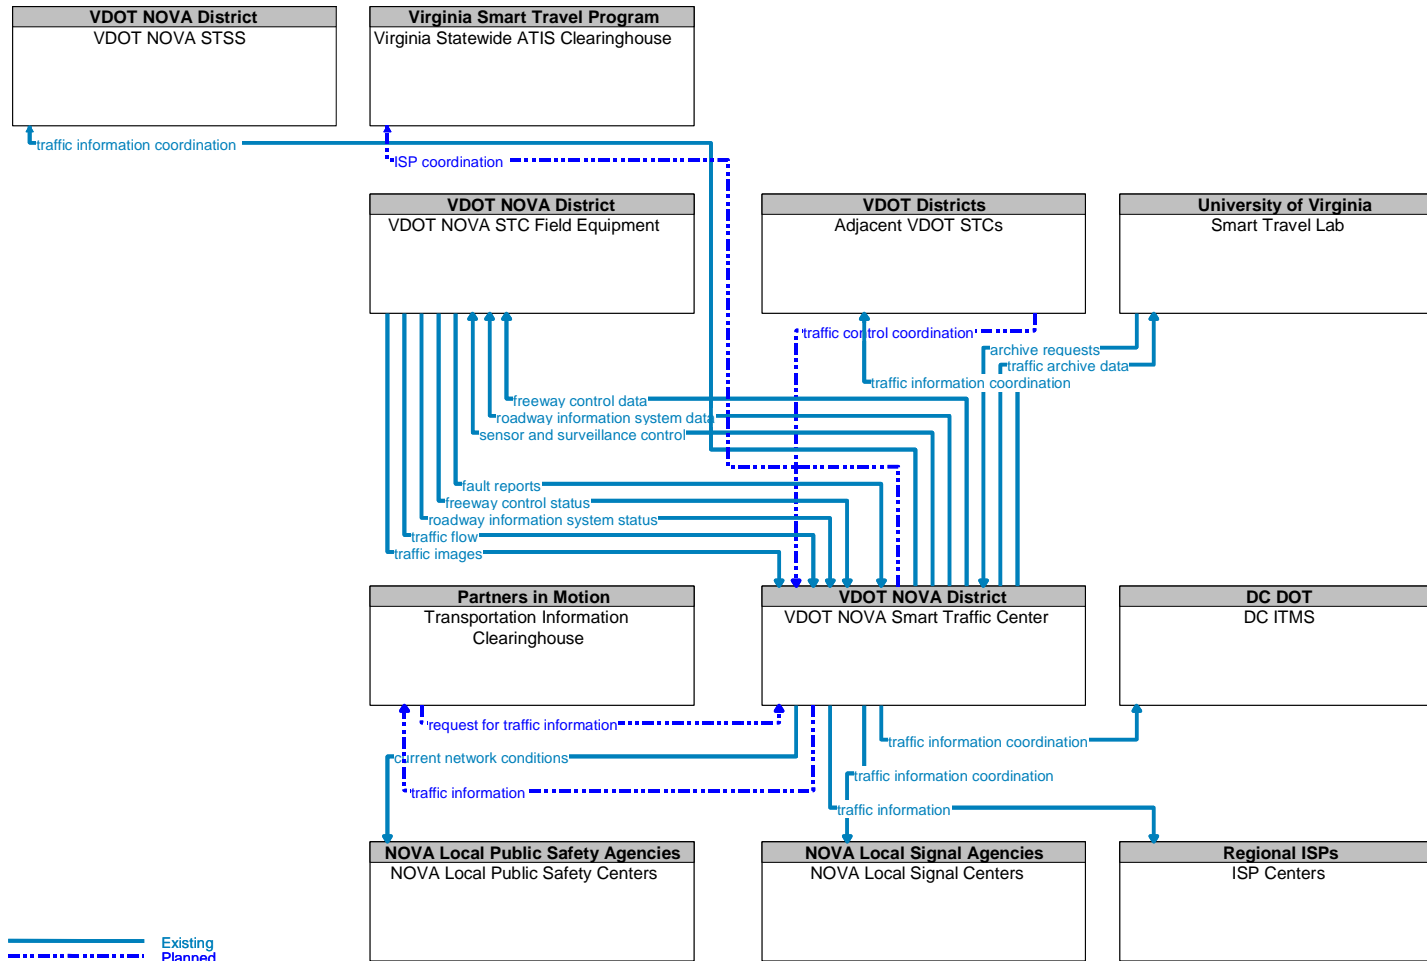 VDOT NOVA District
VDOT NOVA STSS
Virginia Smart Travel Program
Virginia Statewide ATIS Clearinghouse
traffic information coordination
ISP coordination
VDOT NOVA District
VDOT NOVA STC Field Equipment
VDOT Districts
Adjacent VDOT STCs
University of Virginia
Smart Travel Lab
traffic control coordination
archive requests
traffic archive data
traffic information coordination
freeway control data
roadway information system data
sensor and surveillance control
fault reports
freeway control status
roadway information system status
traffic flow
traffic images
Partners in Motion
Transportation Information
Clearinghouse
VDOT NOVA District
VDOT NOVA Smart Traffic Center
DC DOT
DC ITMS
request for traffic information
traffic information coordination
current network conditions
traffic information coordination
traffic information
traffic information
NOVA Local Public Safety Agencies
NOVA Local Public Safety Centers
NOVA Local Signal Agencies
NOVA Local Signal Centers
Regional ISPs
ISP Centers
Existing
Planned